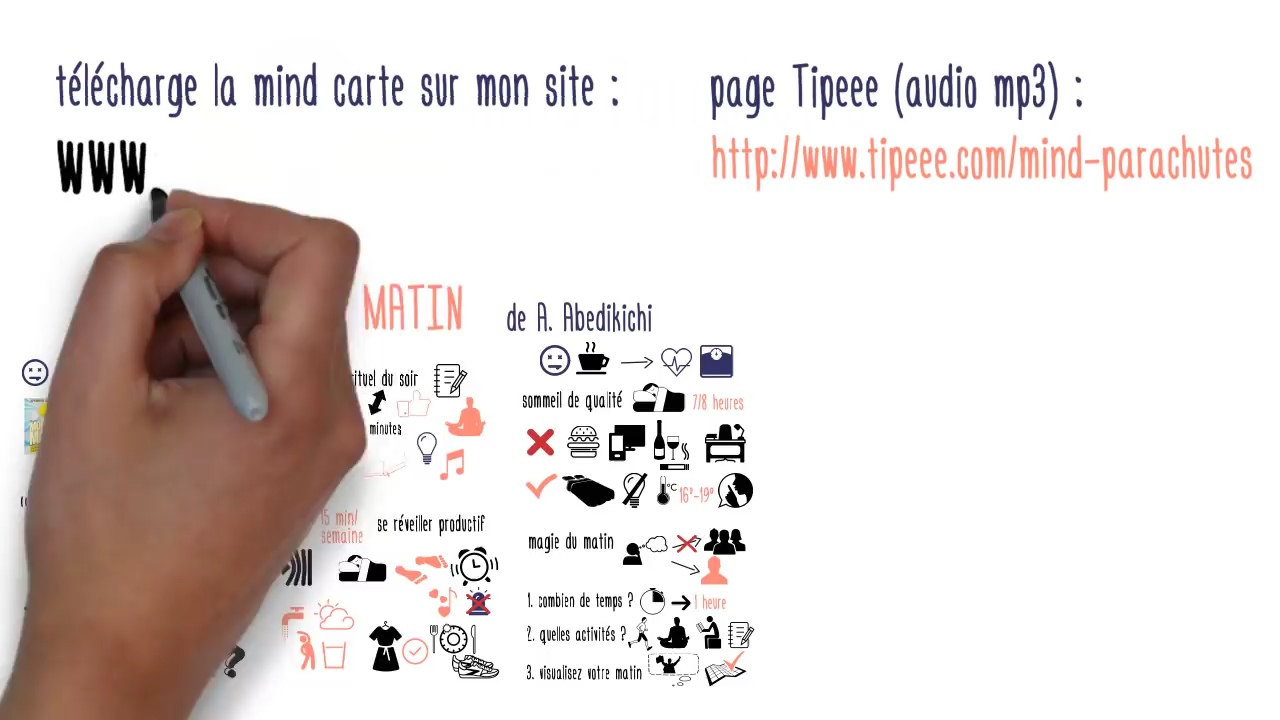 télécharge la mind carte sur mon site :
www.
page Tipeee (audio mp3) :
http://www.tipeee.com/mind-parachutes
MATIN
de A. Abedikichi
du soir
minutes
sommeil de qualité
7/8 heures
°C 16°-19°
15 min/
semaine
se réveiller productif
magie du matin
1. combien de temps ?
1 heure
2. quelles activités ?
3. visualisez votre matin